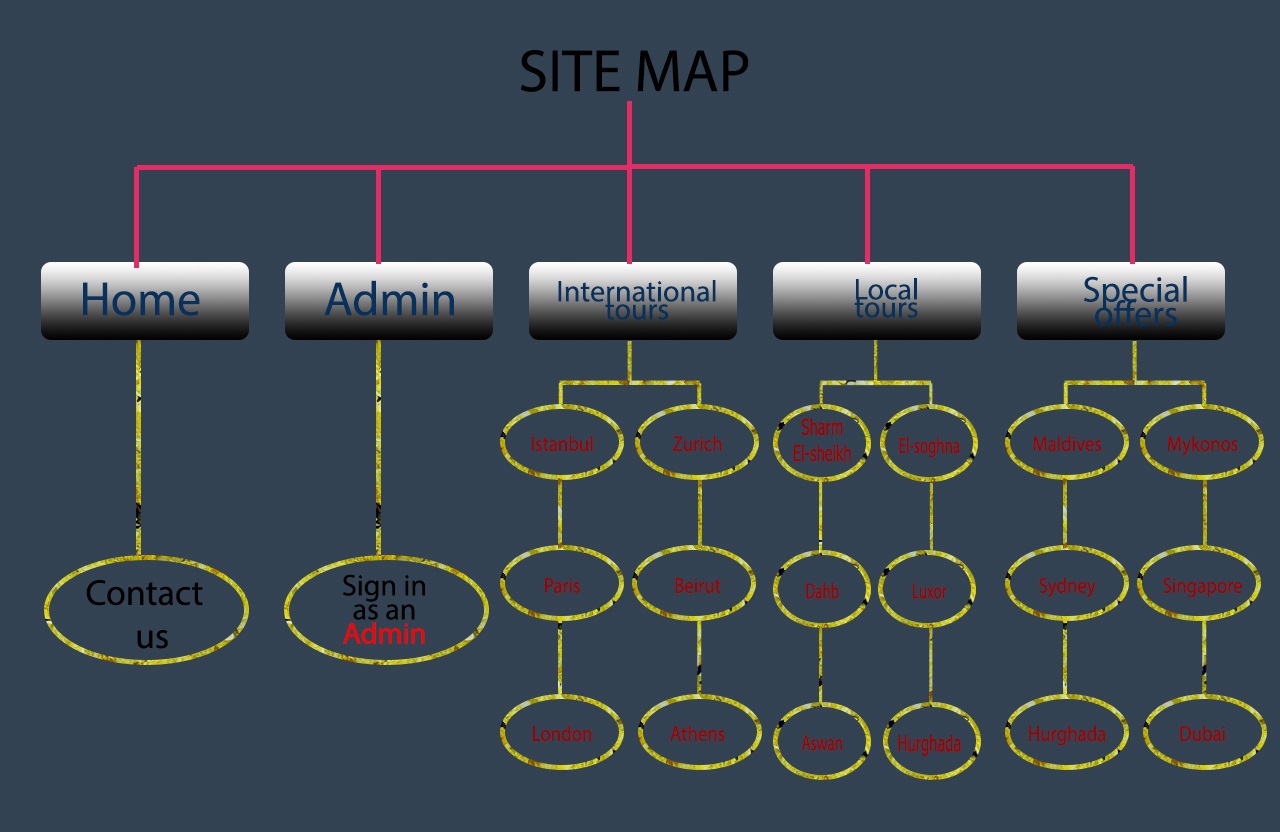 SITE MAP
Home
Admin
International
tours
Local
tours
Special
offers
Istanbul
Zurich
Sharm
El-sheikh
El-soghna
Maldives
Mykonos
Paris
Beirut
Dahb
Luxor
Sydney
Singapore
Contact
us
Sign in
as an
Admin
London
Athens
Aswan
Hurghada
Hurghada
Dubai